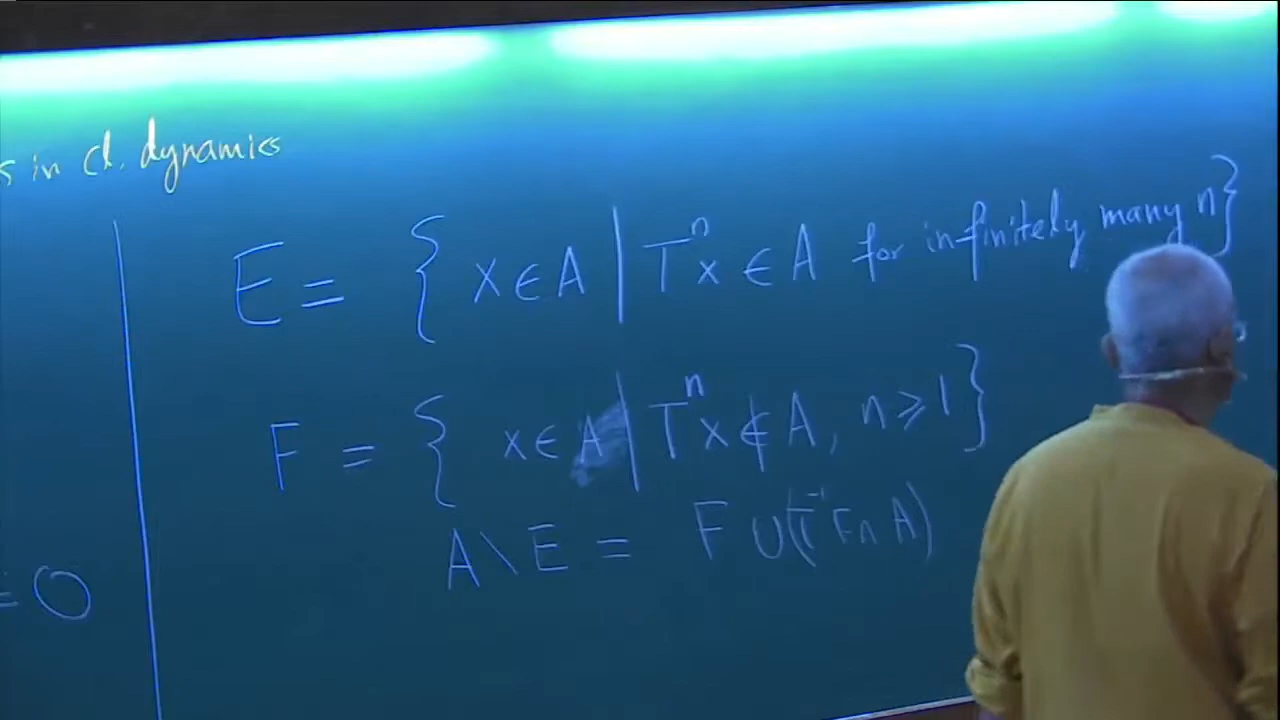 s in cl. dynamics
E = { x ∈ A | Tⁿx ∈ A for infinitely many n}
F = { x ∈ A | Tⁿx ∉ A, n ≥ 1 }
A \ E = F ∪ (T⁻¹F ∩ A)
= 0